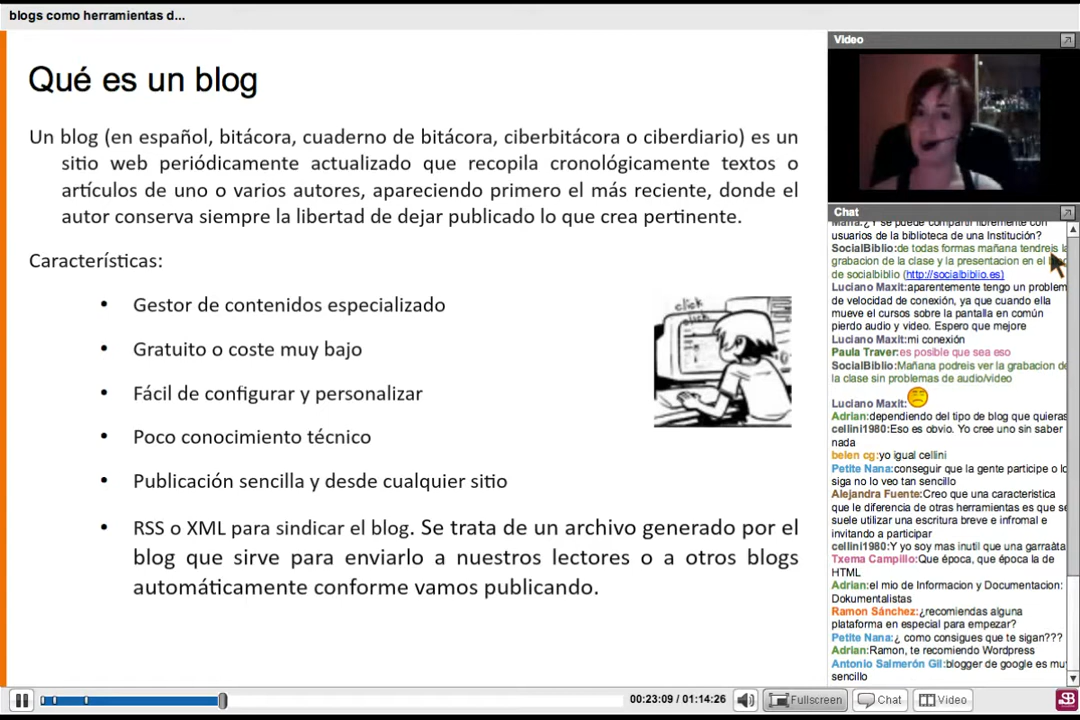 blogs como herramientas d...
Qué es un blog
Un blog (en español, bitácora, cuaderno de bitácora, ciberbitácora o ciberdiario) es un
sitio web periódicamente actualizado que recopila cronológicamente textos o
artículos de uno o varios autores, apareciendo primero el más reciente, donde el
autor conserva siempre la libertad de dejar publicado lo que crea pertinente.
Características:
• Gestor de contenidos especializado
• Gratuito o coste muy bajo
• Fácil de configurar y personalizar
• Poco conocimiento técnico
• Publicación sencilla y desde cualquier sitio
• RSS o XML para sindicar el blog. Se trata de un archivo generado por el
blog que sirve para enviarlo a nuestros lectores o a otros blogs
automáticamente conforme vamos publicando.
click
click
Video
Chat
María:¿Y se puede compartir libremente con
usuarios de la biblioteca de una Institución?
SocialBiblio:de todas formas mañana tendreis la
grabacion de la clase y la presentacion en el
de socialbiblio (http://socialbiblio.es)
Luciano Maxit:aparentemente tengo un problem
de velocidad de conexión, ya que cuando ella
mueve el cursos sobre la pantalla en común
pierdo audio y video. Espero que mejore
Luciano Maxit:mi conexión
Paula Traver:es posible que sea eso
SocialBiblio:Mañana podreis ver la grabacion de
la clase sin problemas de audio/video
Luciano Maxit:
Adrian:dependiendo del tipo de blog que quieras
cellini1980:Eso es obvio. Yo cree uno sin saber
nada
belen cg:yo igual cellini
Petite Nana:conseguir que la gente participe o lo
siga no lo veo tan sencillo
Alejandra Fuente:Creo que una caracteristica
que le diferencia de otras herramientas es que se
suele utilizar una escritura breve e infromal e
invitando a participar
cellini1980:Y yo soy mas inutil que una garraàta
Txema Campillo:Que época, que época la de
HTML
Adrian:el mio de Informacion y Documentacion:
Dokumentalistas
Ramon Sánchez:¿recomiendas alguna
plataforma en especial para empezar?
Petite Nana:¿ como consigues que te sigan???
Adrian:Ramon, te recomiendo Wordpress
Antonio Salmerón Gil:blogger de google es mu
sencillo
00:23:09 / 01:14:26
Fullscreen
Chat
Video
SB